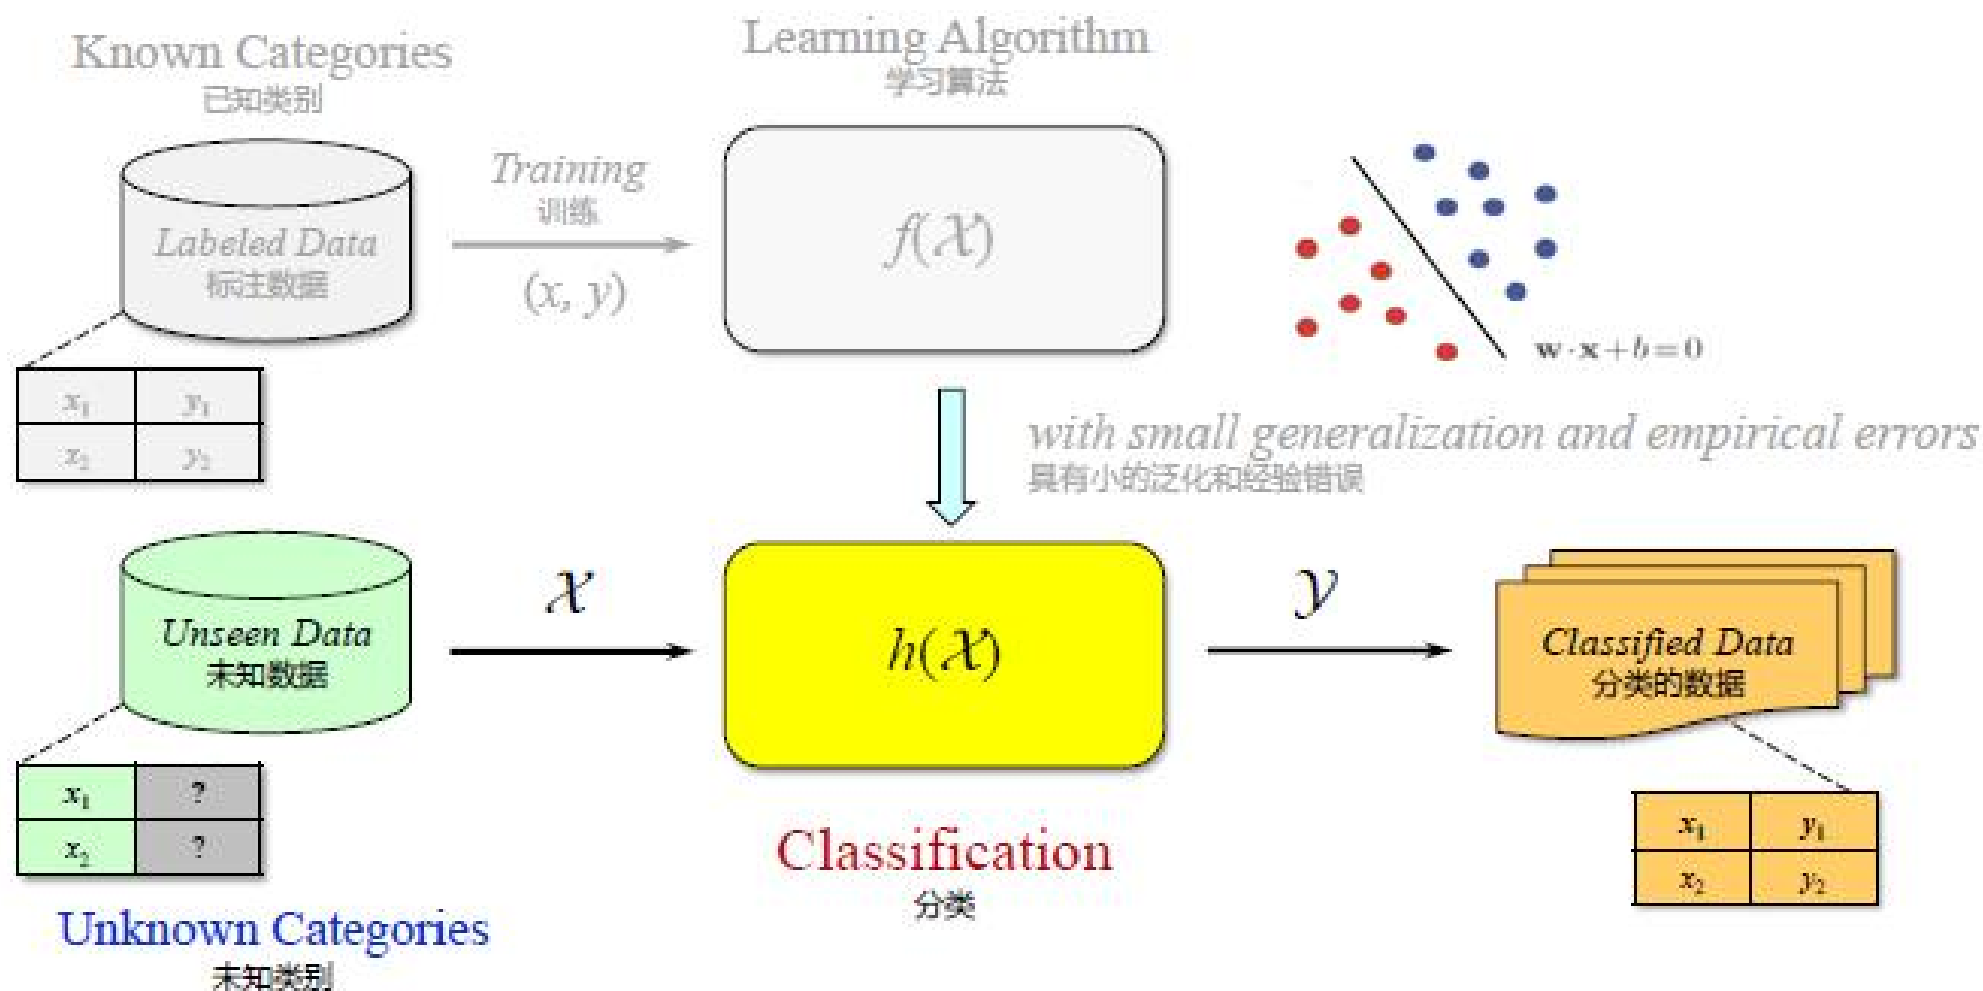 Known Categories
已知类别
Learning Algorithm
学习算法
Labeled Data
标注数据
Training
训练
(x, y)
f(𝒳)
w·x+b=0
x₁ y₁
x₂ y₂
with small generalization and empirical errors
具有小的泛化和经验错误
Unseen Data
未知数据
𝒳
h(𝒳)
𝒴
Classified Data
分类的数据
x₁ ?
x₂ ?
x₁ y₁
x₂ y₂
Classification
分类
Unknown Categories
未知类别